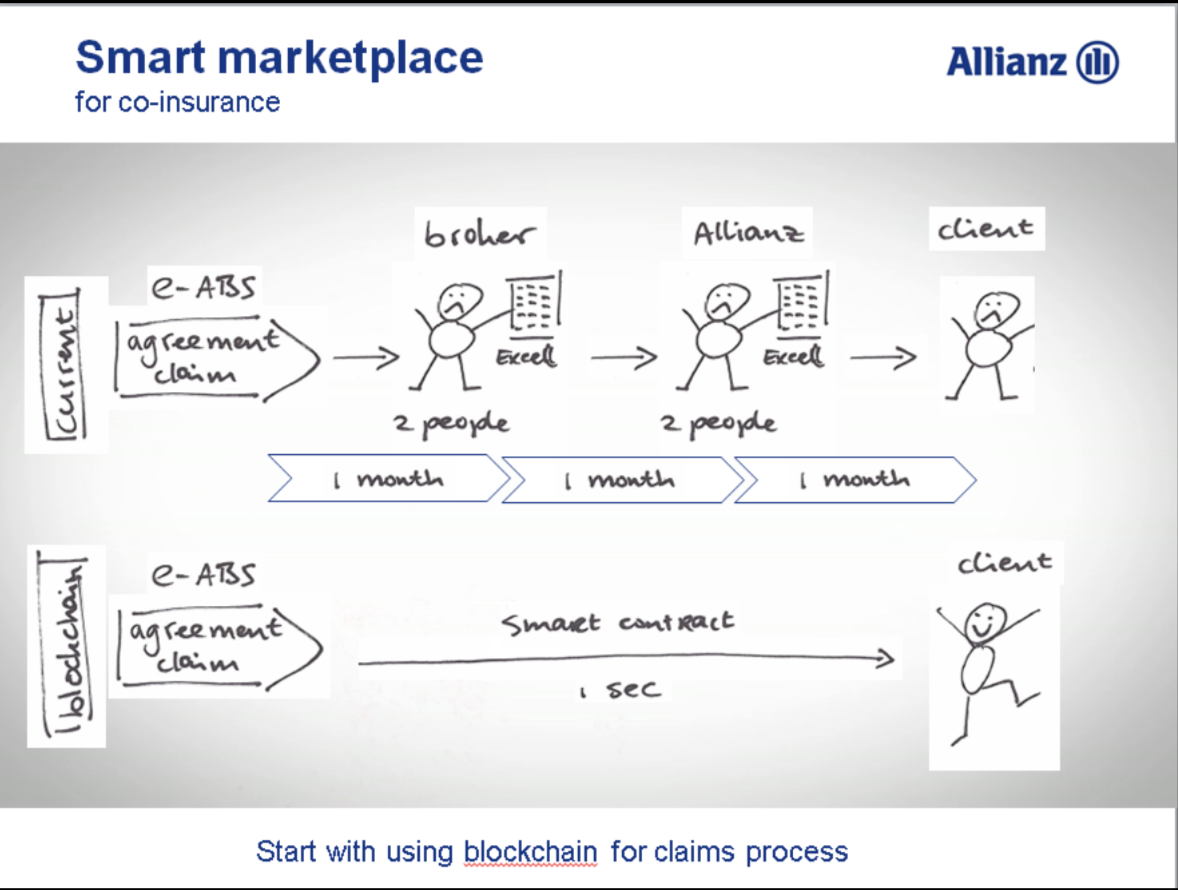 Smart marketplace
for co-insurance
Allianz
broker
Allianz
client
current
e-ABS
agreement
claim
Excell
Excell
2 people
2 people
1 month
1 month
1 month
blockchain
e-ABS
agreement
claim
Smart contract
1 sec
client
Start with using blockchain for claims process